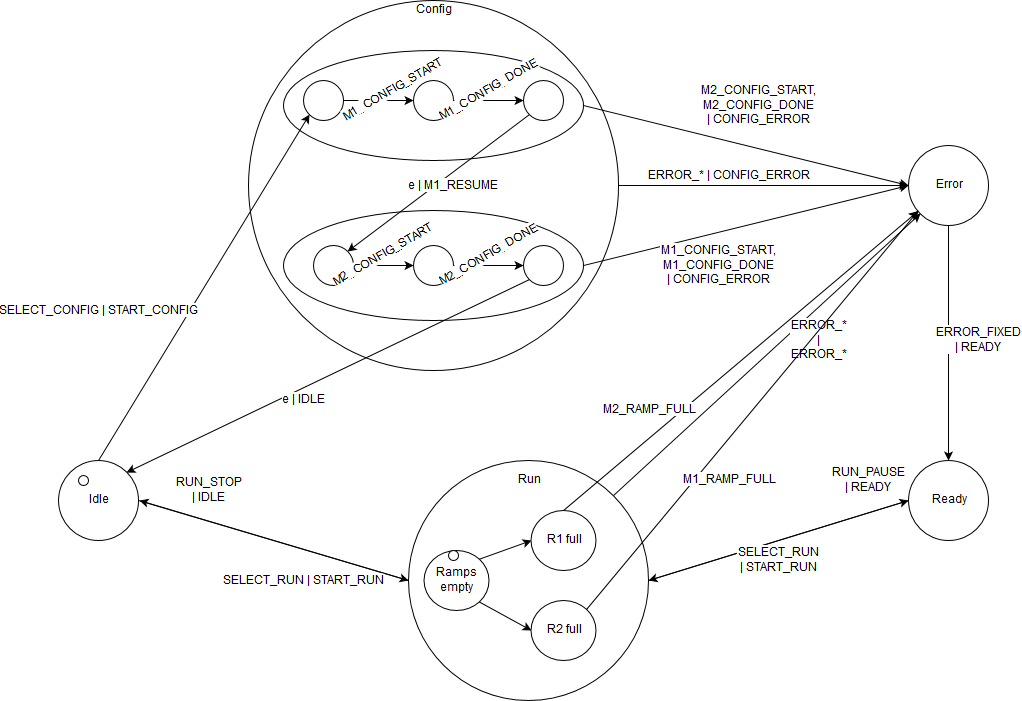 Config
M1_CONFIG_START
M1_CONFIG_DONE
M2_CONFIG_START,
M2_CONFIG_DONE
| CONFIG_ERROR
ERROR_* | CONFIG_ERROR
Error
e | M1_RESUME
M2_CONFIG_START
M2_CONFIG_DONE
M1_CONFIG_START,
M1_CONFIG_DONE
| CONFIG_ERROR
SELECT_CONFIG | START_CONFIG
ERROR_*
|
ERROR_*
ERROR_FIXED
| READY
e | IDLE
M2_RAMP_FULL
Idle
RUN_STOP
| IDLE
Run
M1_RAMP_FULL
RUN_PAUSE
| READY
Ready
R1 full
Ramps
empty
SELECT_RUN | START_RUN
SELECT_RUN
| START_RUN
R2 full